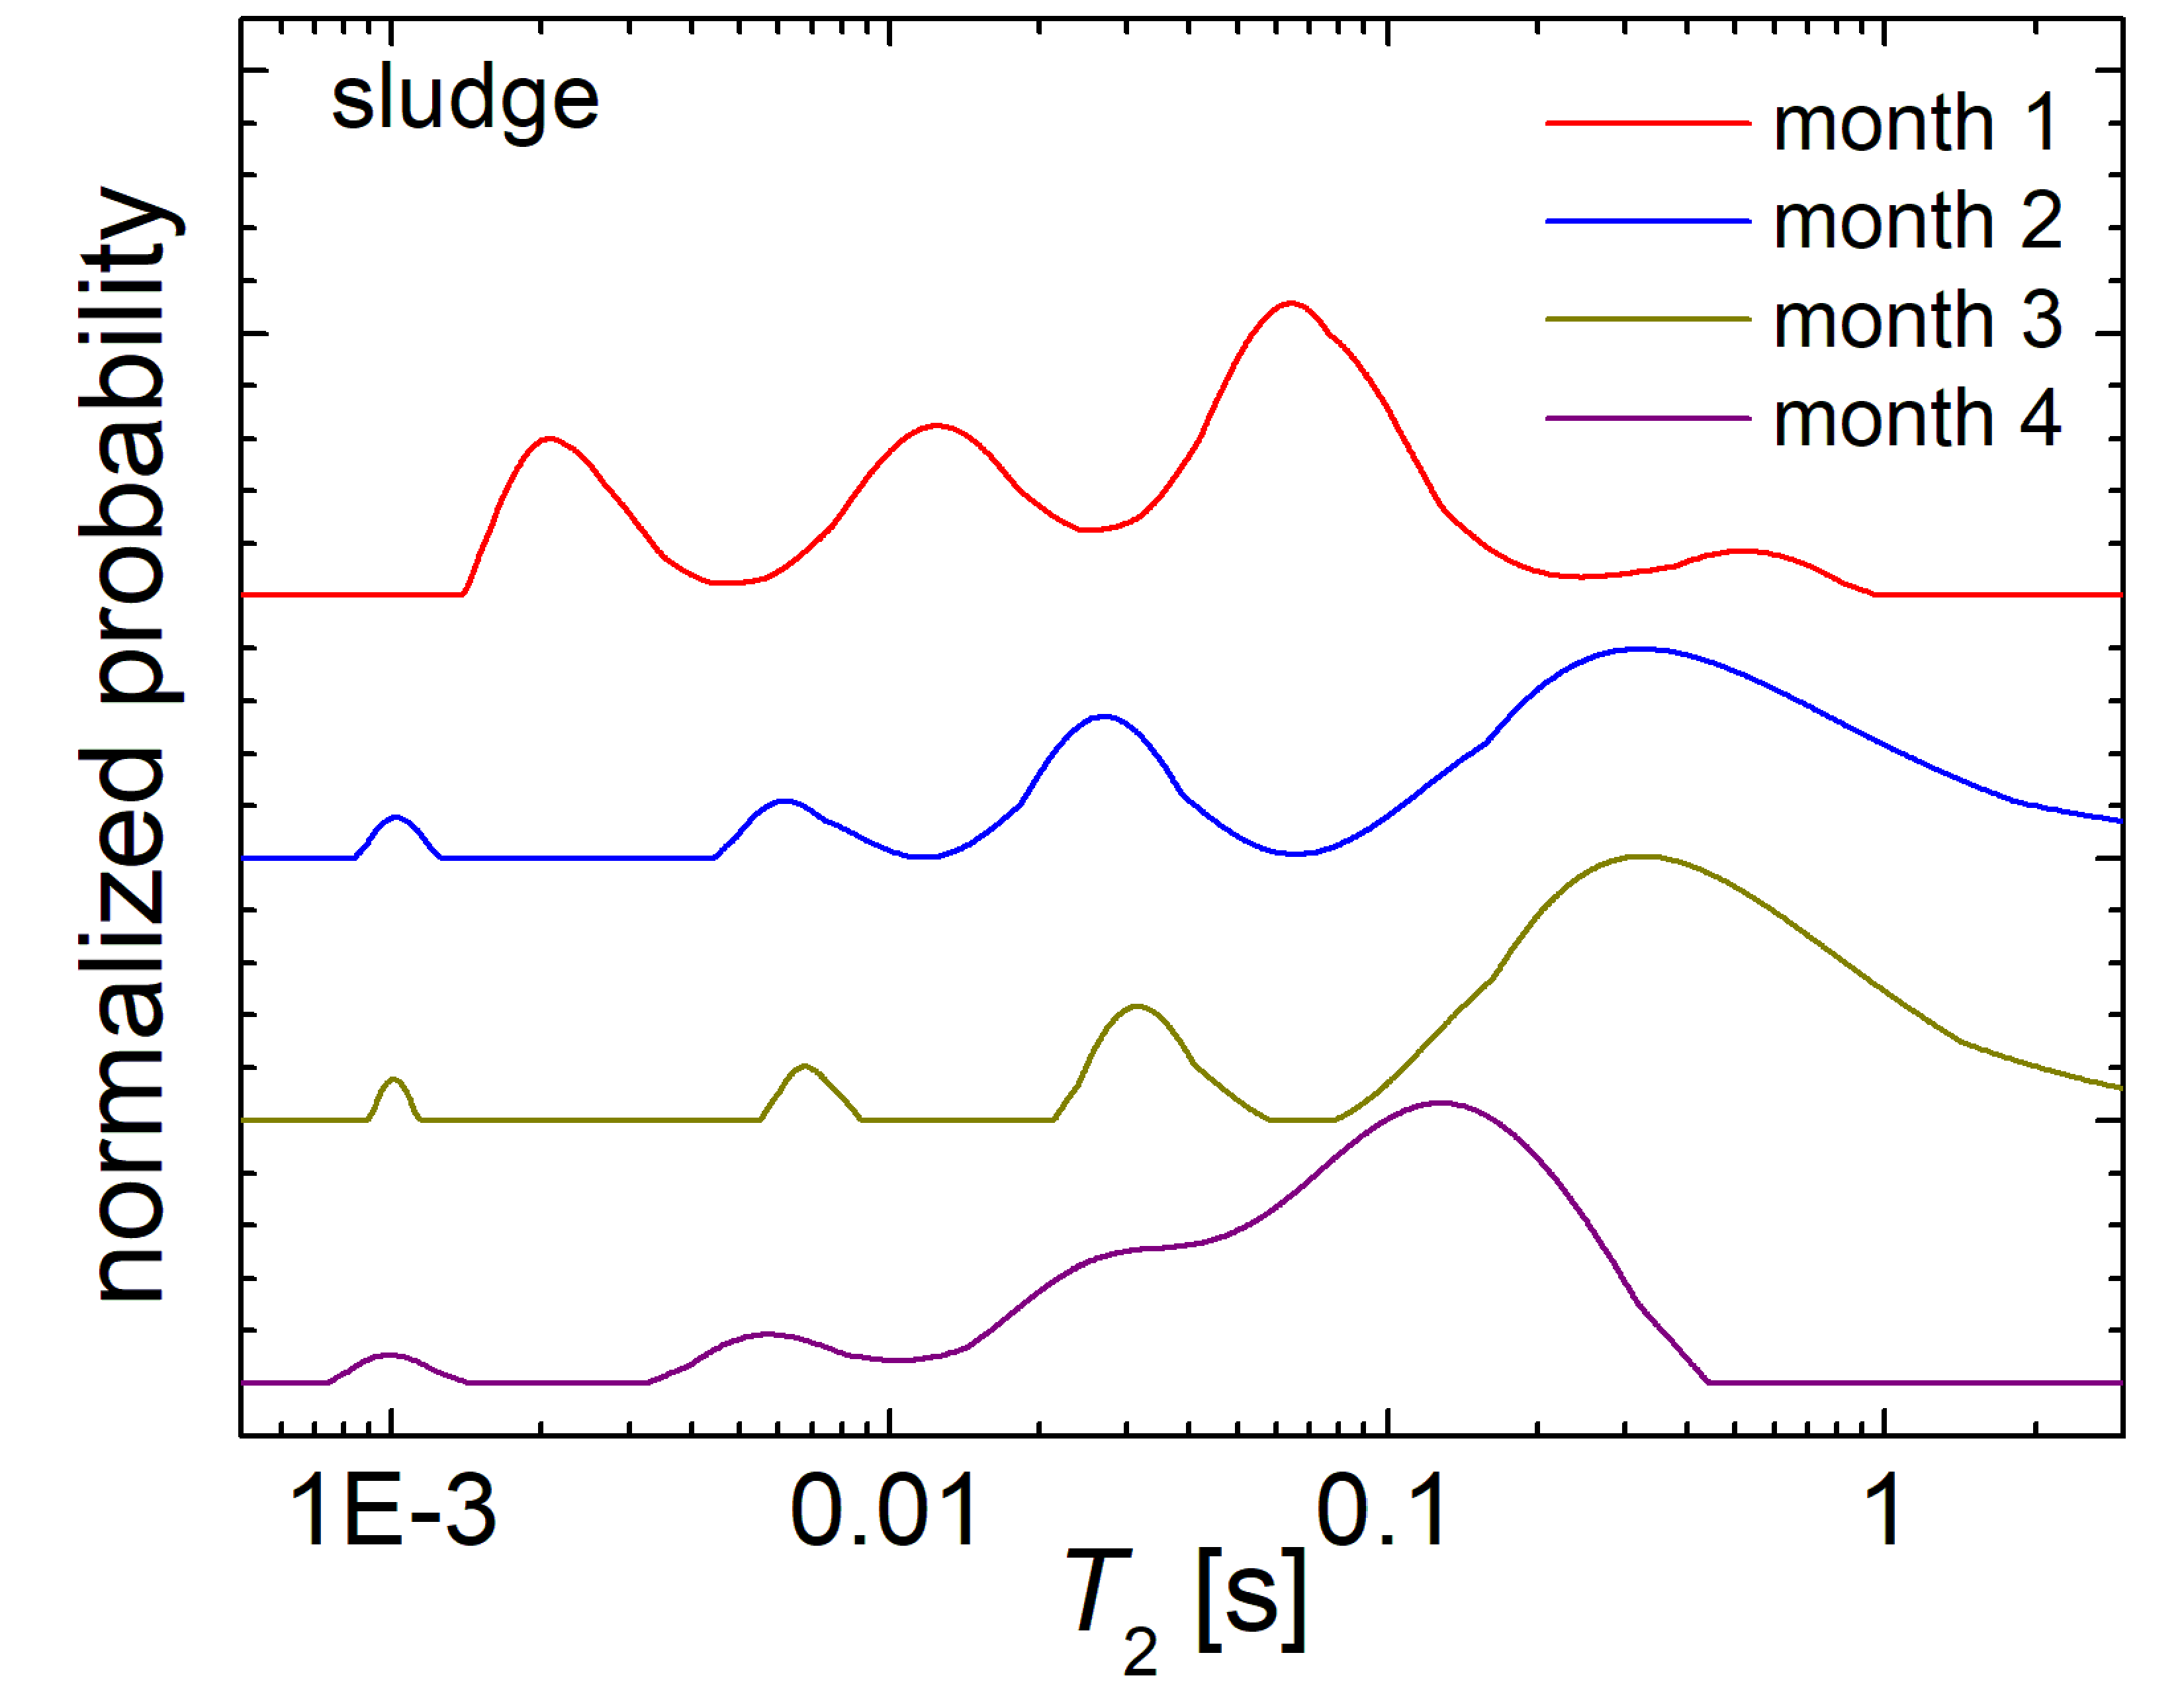 sludge
month 1
month 2
month 3
month 4
normalized probability
1E-3 0.01 0.1 1
T2 [s]